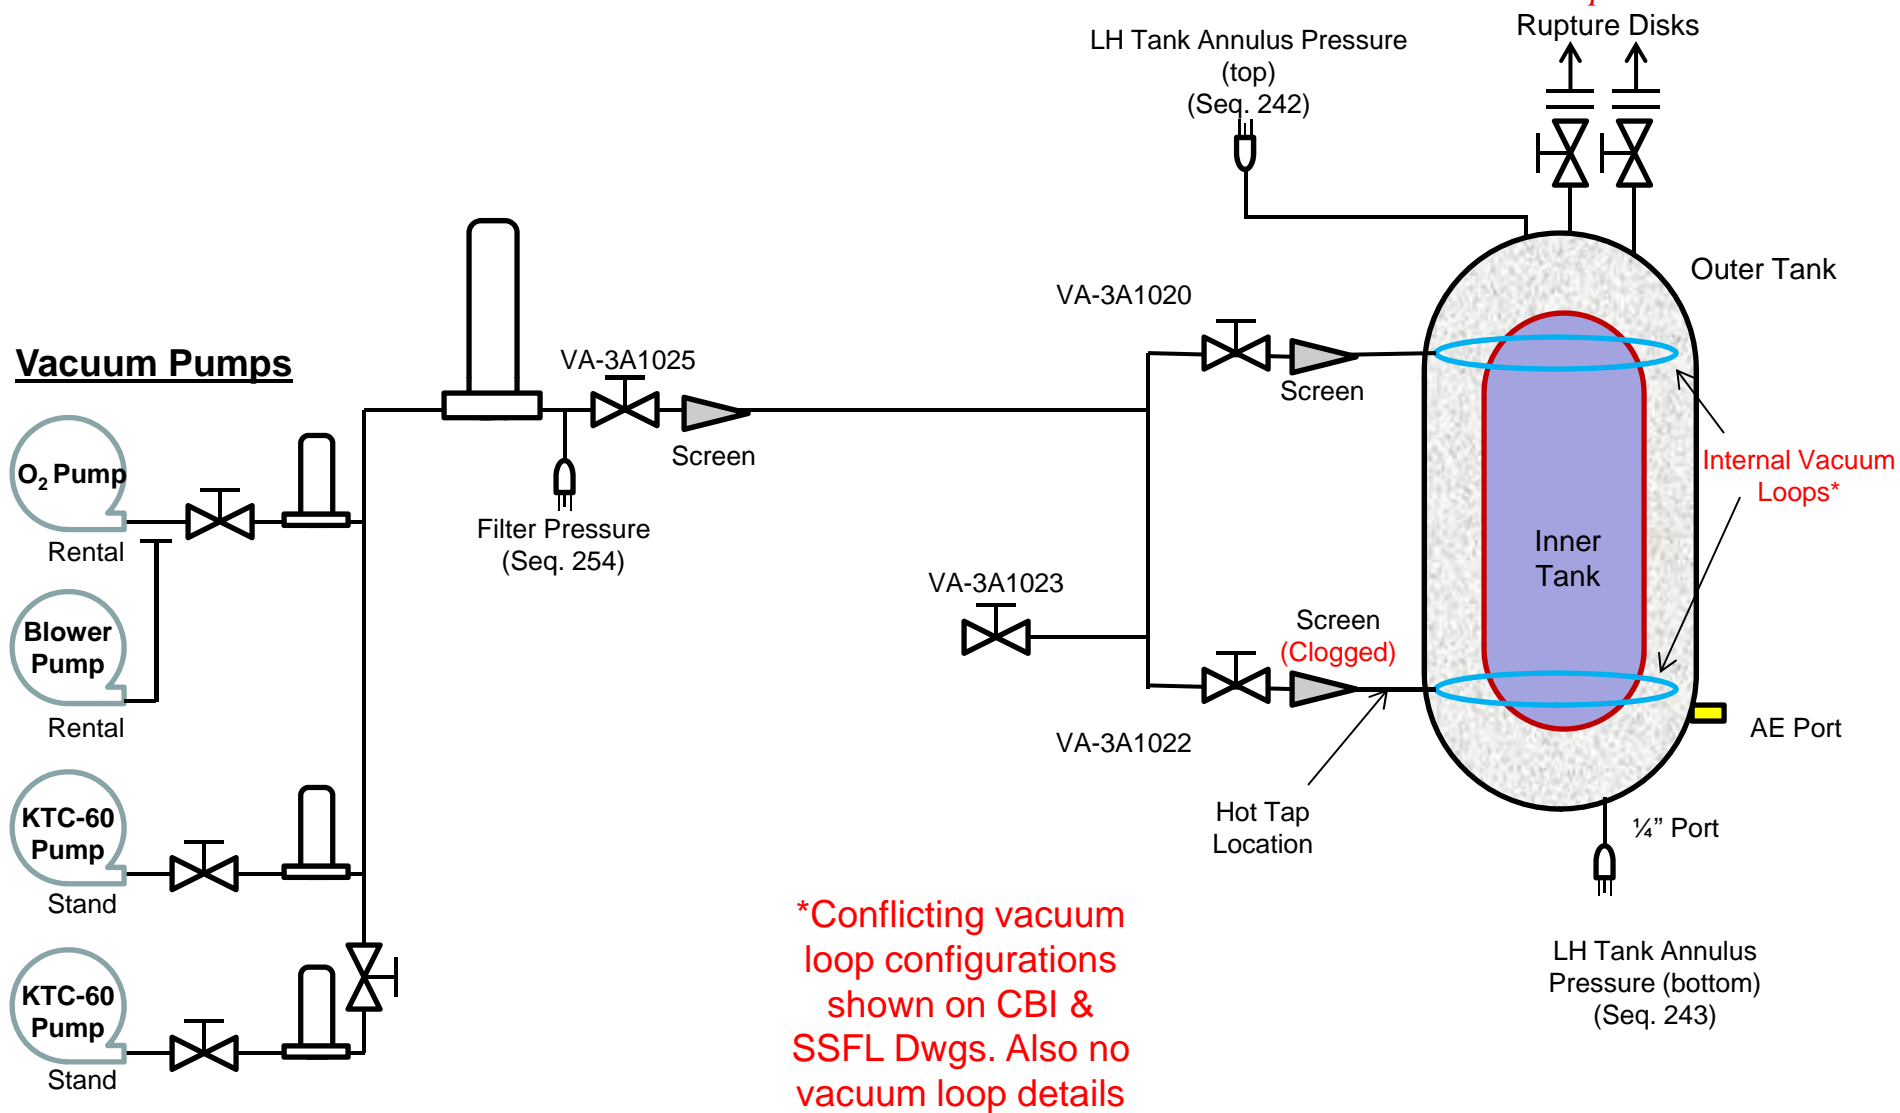 Rupture Disks
LH Tank Annulus Pressure
(top)
(Seq. 242)
Outer Tank
VA-3A1020
Vacuum Pumps
VA-3A1025
Screen
Screen
O₂ Pump
Rental
Internal Vacuum
Loops*
Filter Pressure
(Seq. 254)
Inner
Tank
VA-3A1023
Screen
(Clogged)
Blower
Pump
Rental
VA-3A1022
AE Port
Hot Tap
Location
¼” Port
KTC-60
Pump
Stand
*Conflicting vacuum
loop configurations
shown on CBI &
SSFL Dwgs. Also no
vacuum loop details
LH Tank Annulus
Pressure (bottom)
(Seq. 243)
KTC-60
Pump
Stand